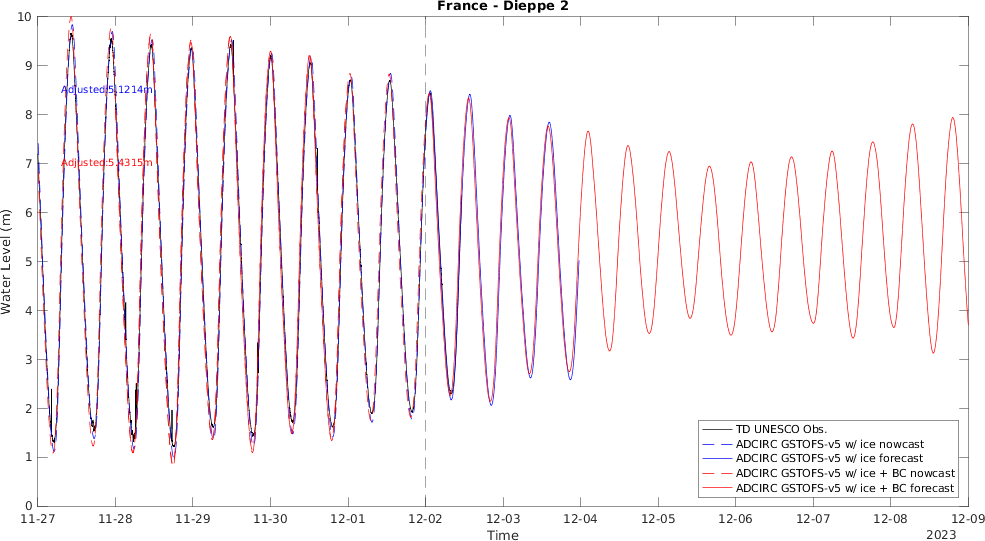 France - Dieppe 2
10
9
8
7
6
5
4
3
2
1
0
Water Level (m)
Adjusted:5.1214m
Adjusted:5.4315m
TD UNESCO Obs.
ADCIRC GSTOFS-v5 w/ ice nowcast
ADCIRC GSTOFS-v5 w/ ice forecast
ADCIRC GSTOFS-v5 w/ ice + BC nowcast
ADCIRC GSTOFS-v5 w/ ice + BC forecast
11-27 11-28 11-29 11-30 12-01 12-02 12-03 12-04 12-05 12-06 12-07 12-08 12-09
Time 2023